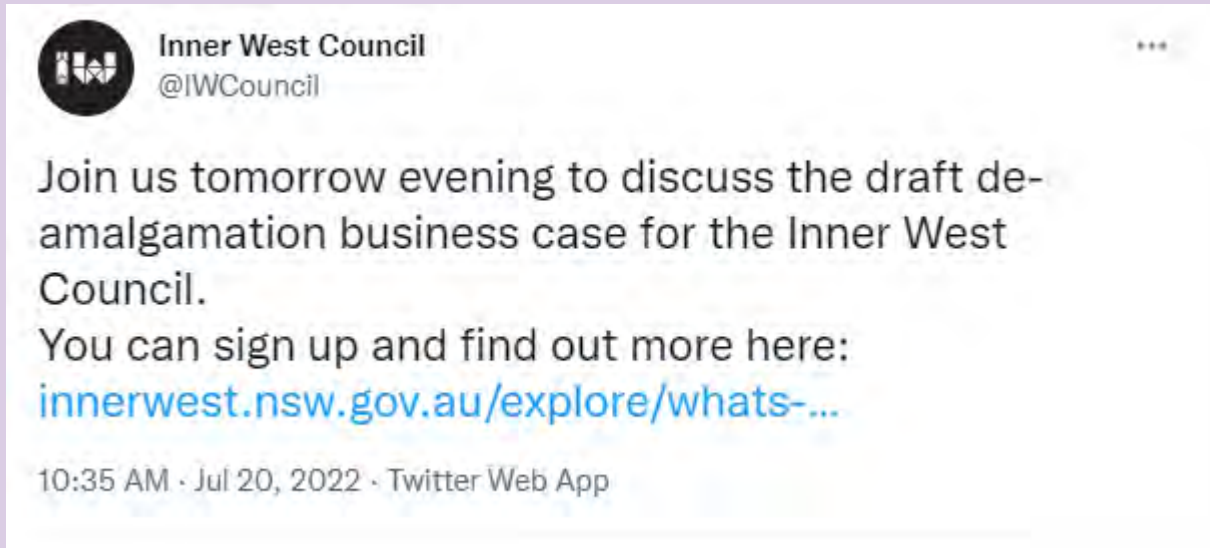 IW
Inner West Council
@IWCouncil
Join us tomorrow evening to discuss the draft de-
amalgamation business case for the Inner West
Council.
You can sign up and find out more here:
innerwest.nsw.gov.au/explore/whats-...
10:35 AM · Jul 20, 2022 · Twitter Web App